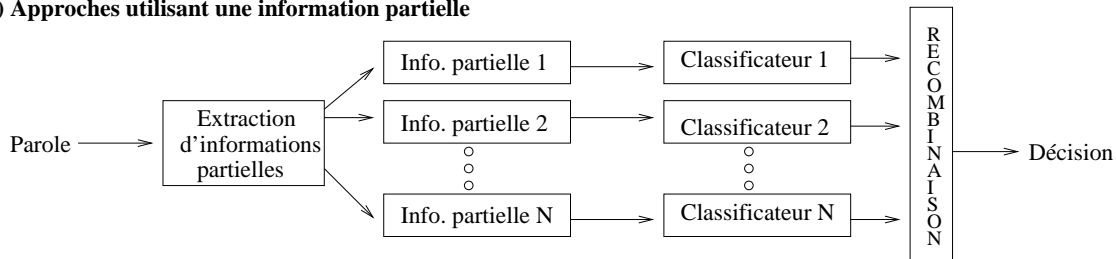 ) Approches utilisant une information partielle
Parole
Extraction
d'informations
partielles
Info. partielle 1
Info. partielle 2
Info. partielle N
Classificateur 1
Classificateur 2
Classificateur N
RECOMBINAISON
Décision